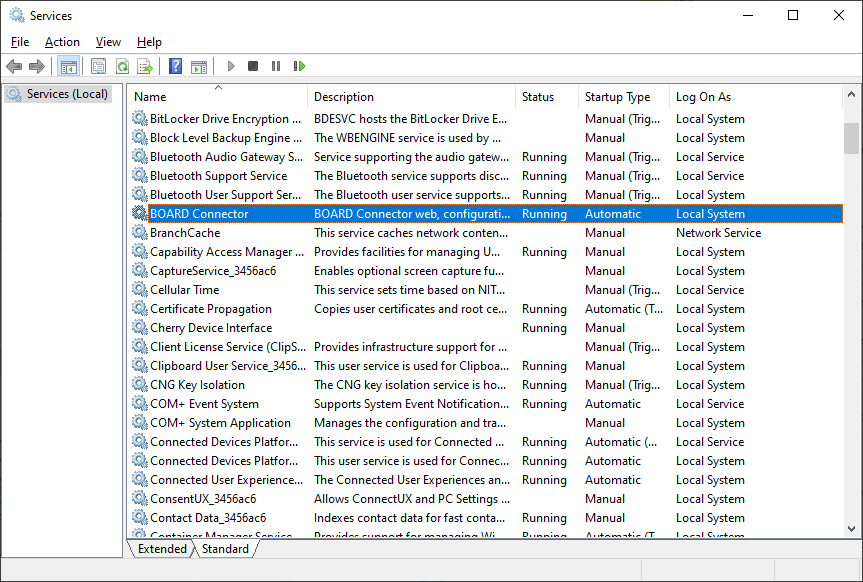 Services
File Action View Help
Services (Local)
Name Description Status Startup Type Log On As
BitLocker Drive Encryption ... BDESVC hosts the BitLocker Drive E... Manual (Trig... Local System
Block Level Backup Engine ... The WBENGINE service is used by ... Manual Local System
Bluetooth Audio Gateway S... Service supporting the audio gatew... Running Manual (Trig... Local Service
Bluetooth Support Service The Bluetooth service supports disc... Running Manual (Trig... Local Service
Bluetooth User Support Ser... The Bluetooth user service supports... Running Manual (Trig... Local System
BOARD Connector BOARD Connector web, configurati... Running Automatic Local System
BranchCache This service caches network conten... Manual Network Service
Capability Access Manager ... Provides facilities for managing U... Running Manual Local System
CaptureService_3456ac6 Enables optional screen capture fu... Manual Local System
Cellular Time This service sets time based on NIT... Manual (Trig... Local Service
Certificate Propagation Copies user certificates and root ce... Running Automatic (T... Local System
Cherry Device Interface Running Manual Local System
Client License Service (ClipS... Provides infrastructure support for ... Manual (Trig... Local System
Clipboard User Service_3456... This user service is used for Clipboa... Running Manual Local System
CNG Key Isolation The CNG key isolation service is ho... Running Manual (Trig... Local System
COM+ Event System Supports System Event Notification... Running Automatic Local Service
COM+ System Application Manages the configuration and tra... Manual Local System
Connected Devices Platfor... This service is used for Connected ... Running Automatic (... Local Service
Connected Devices Platfor... This user service is used for Connec... Running Automatic Local System
Connected User Experience... The Connected User Experiences an... Running Automatic Local System
ConsentUX_3456ac6 Allows ConnectUX and PC Settings ... Manual Local System
Contact Data_3456ac6 Indexes contact data for fast conta... Running Manual Local System
Container Manager Service Provides support for managing Wi... Running Automatic (T... Local System
Extended Standard